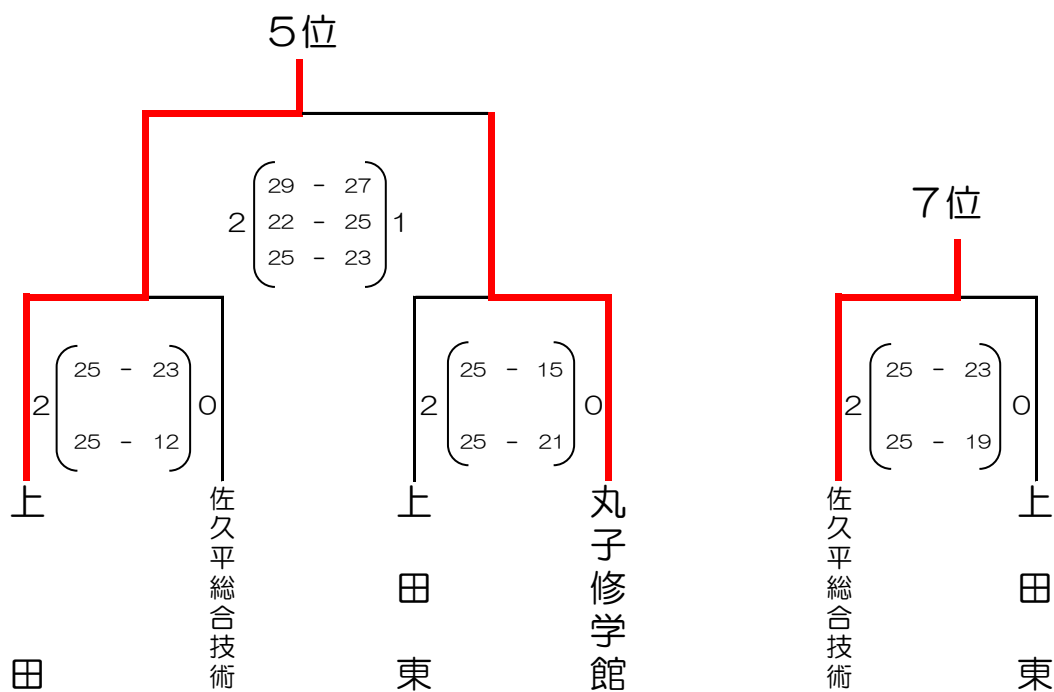 5位
29 - 27
2 22 - 25 1
25 - 23
7位
25 - 23
2 0
25 - 12
25 - 15
2 0
25 - 21
25 - 23
2 0
25 - 19
上田
佐久平総合技術
上田東
丸子修学館
佐久平総合技術
上田東